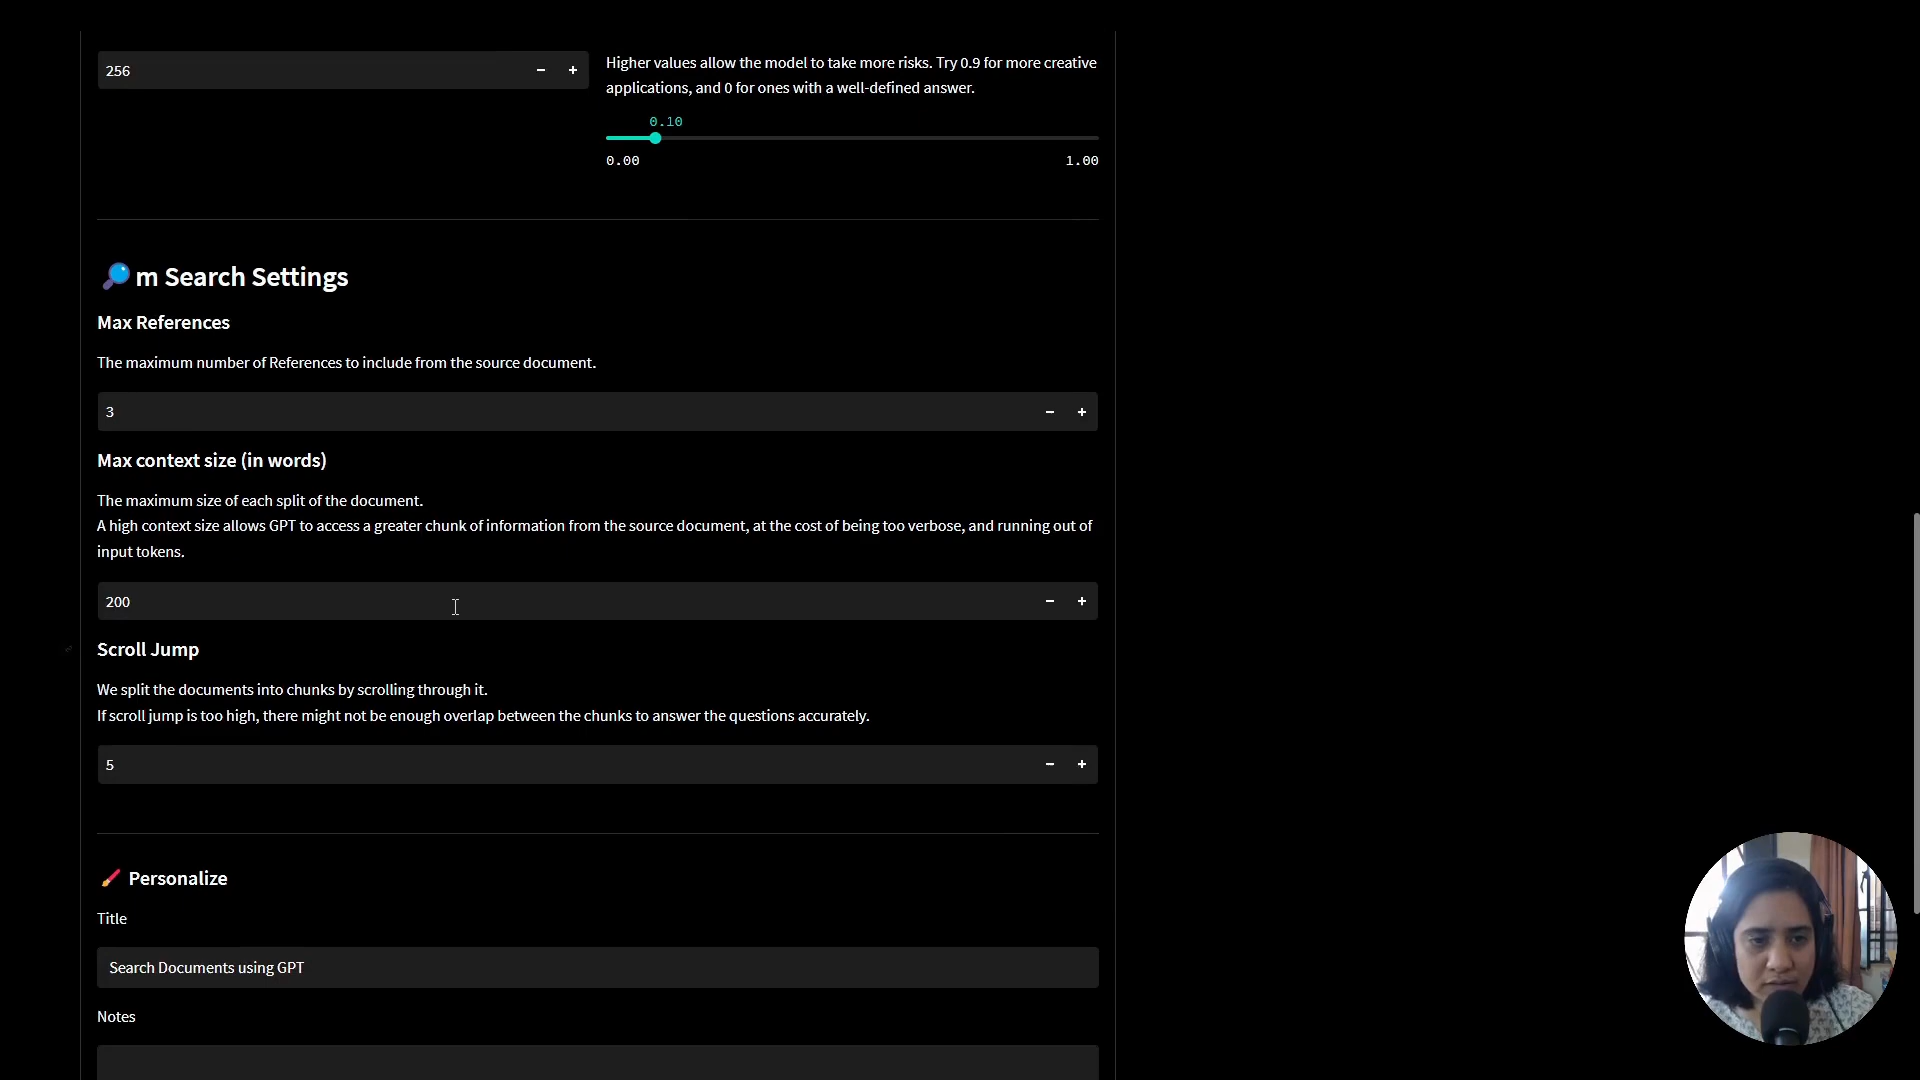 256 − +
Higher values allow the model to take more risks. Try 0.9 for more creative
applications, and 0 for ones with a well-defined answer.
0.10
0.00 1.00
m Search Settings
Max References
The maximum number of References to include from the source document.
3 − +
Max context size (in words)
The maximum size of each split of the document.
A high context size allows GPT to access a greater chunk of information from the source document, at the cost of being too verbose, and running out of
input tokens.
200 − +
Scroll Jump
We split the documents into chunks by scrolling through it.
If scroll jump is too high, there might not be enough overlap between the chunks to answer the questions accurately.
5 − +
Personalize
Title
Search Documents using GPT
Notes